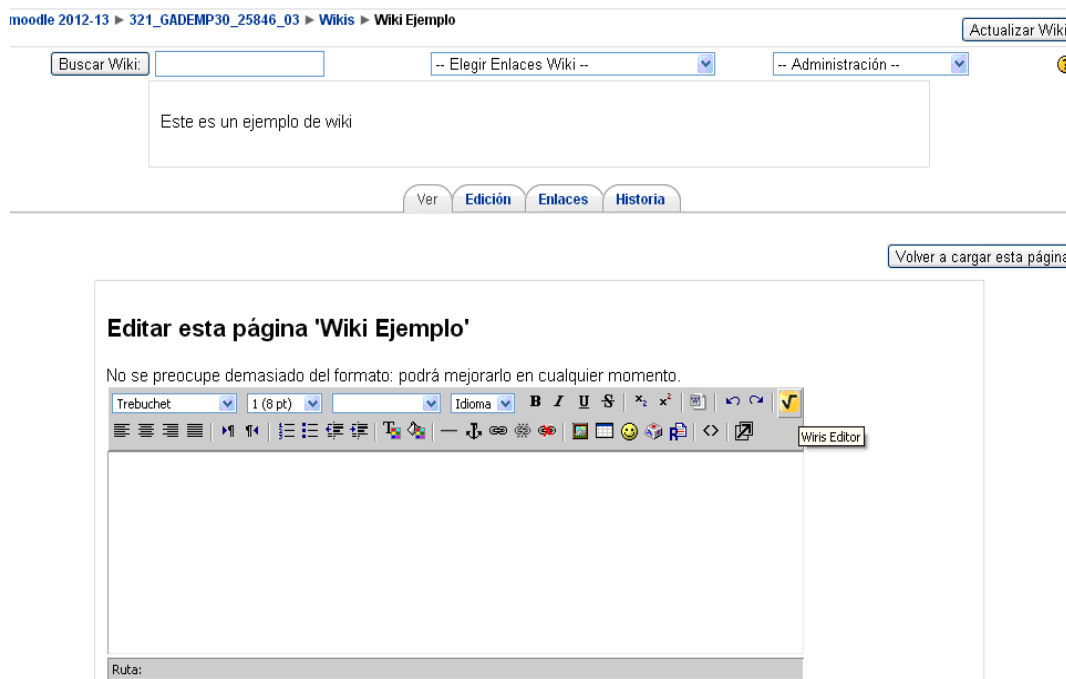 moodle 2012-13 ► 321_GADEMP30_25846_03 ► Wikis ► Wiki Ejemplo
Actualizar Wiki
Buscar Wiki: -- Elegir Enlaces Wiki -- -- Administración --
Este es un ejemplo de wiki
Ver Edición Enlaces Historia
Volver a cargar esta página
Editar esta página 'Wiki Ejemplo'
No se preocupe demasiado del formato: podrá mejorarlo en cualquier momento.
Trebuchet 1 (8 pt) Idioma B I U S x₂ x²
Wiris Editor
Ruta: